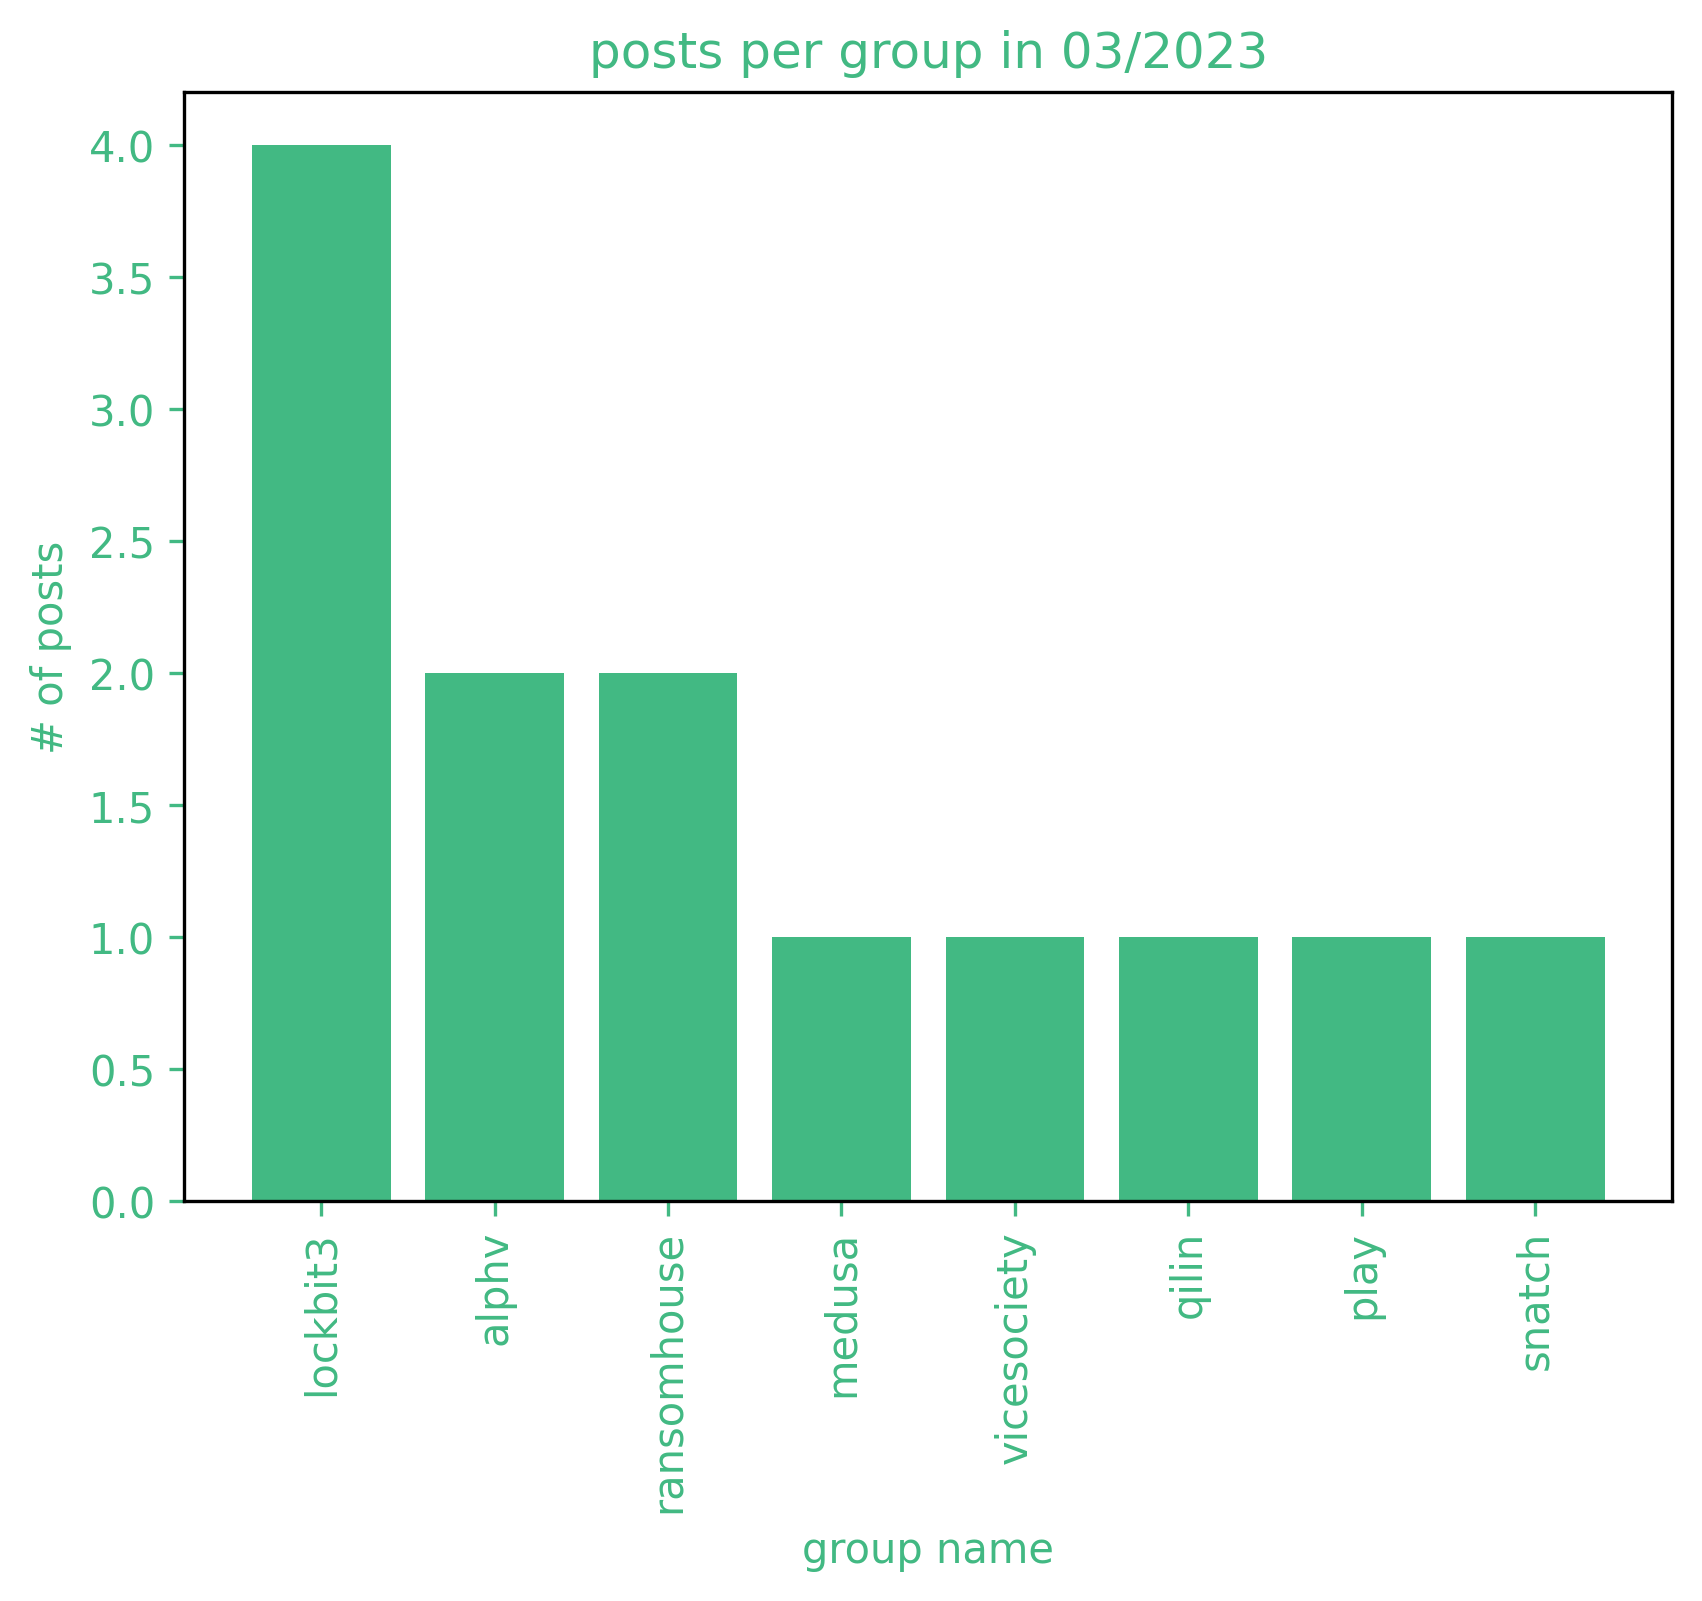 posts per group in 03/2023
4.0
3.5
3.0
2.5
2.0
1.5
1.0
0.5
0.0
# of posts
lockbit3
alphv
ransomhouse
medusa
vicesociety
qilin
play
snatch
group name